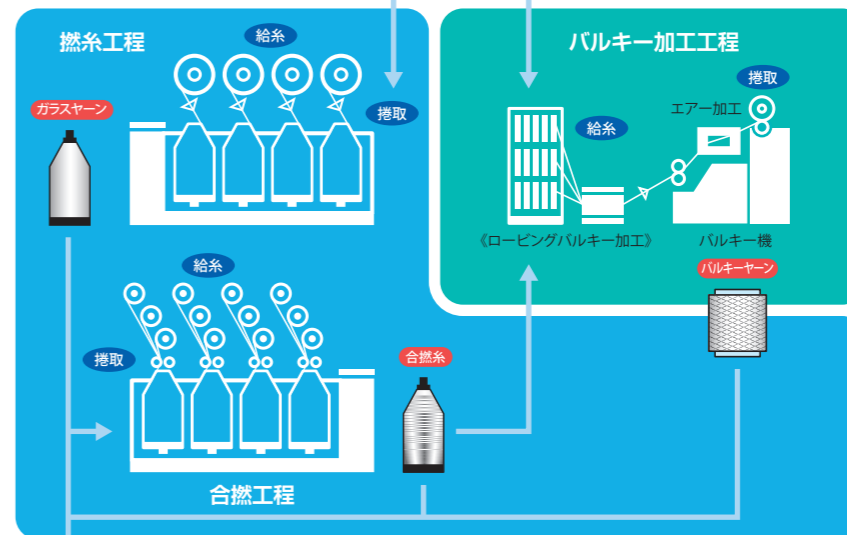 撚糸工程
給糸
捲取
ガラスヤーン
バルキー加工工程
捲取
エアー加工
給糸
《ロービングバルキー加工》
バルキー機
バルキーヤーン
給糸
捲取
合撚糸
合撚工程